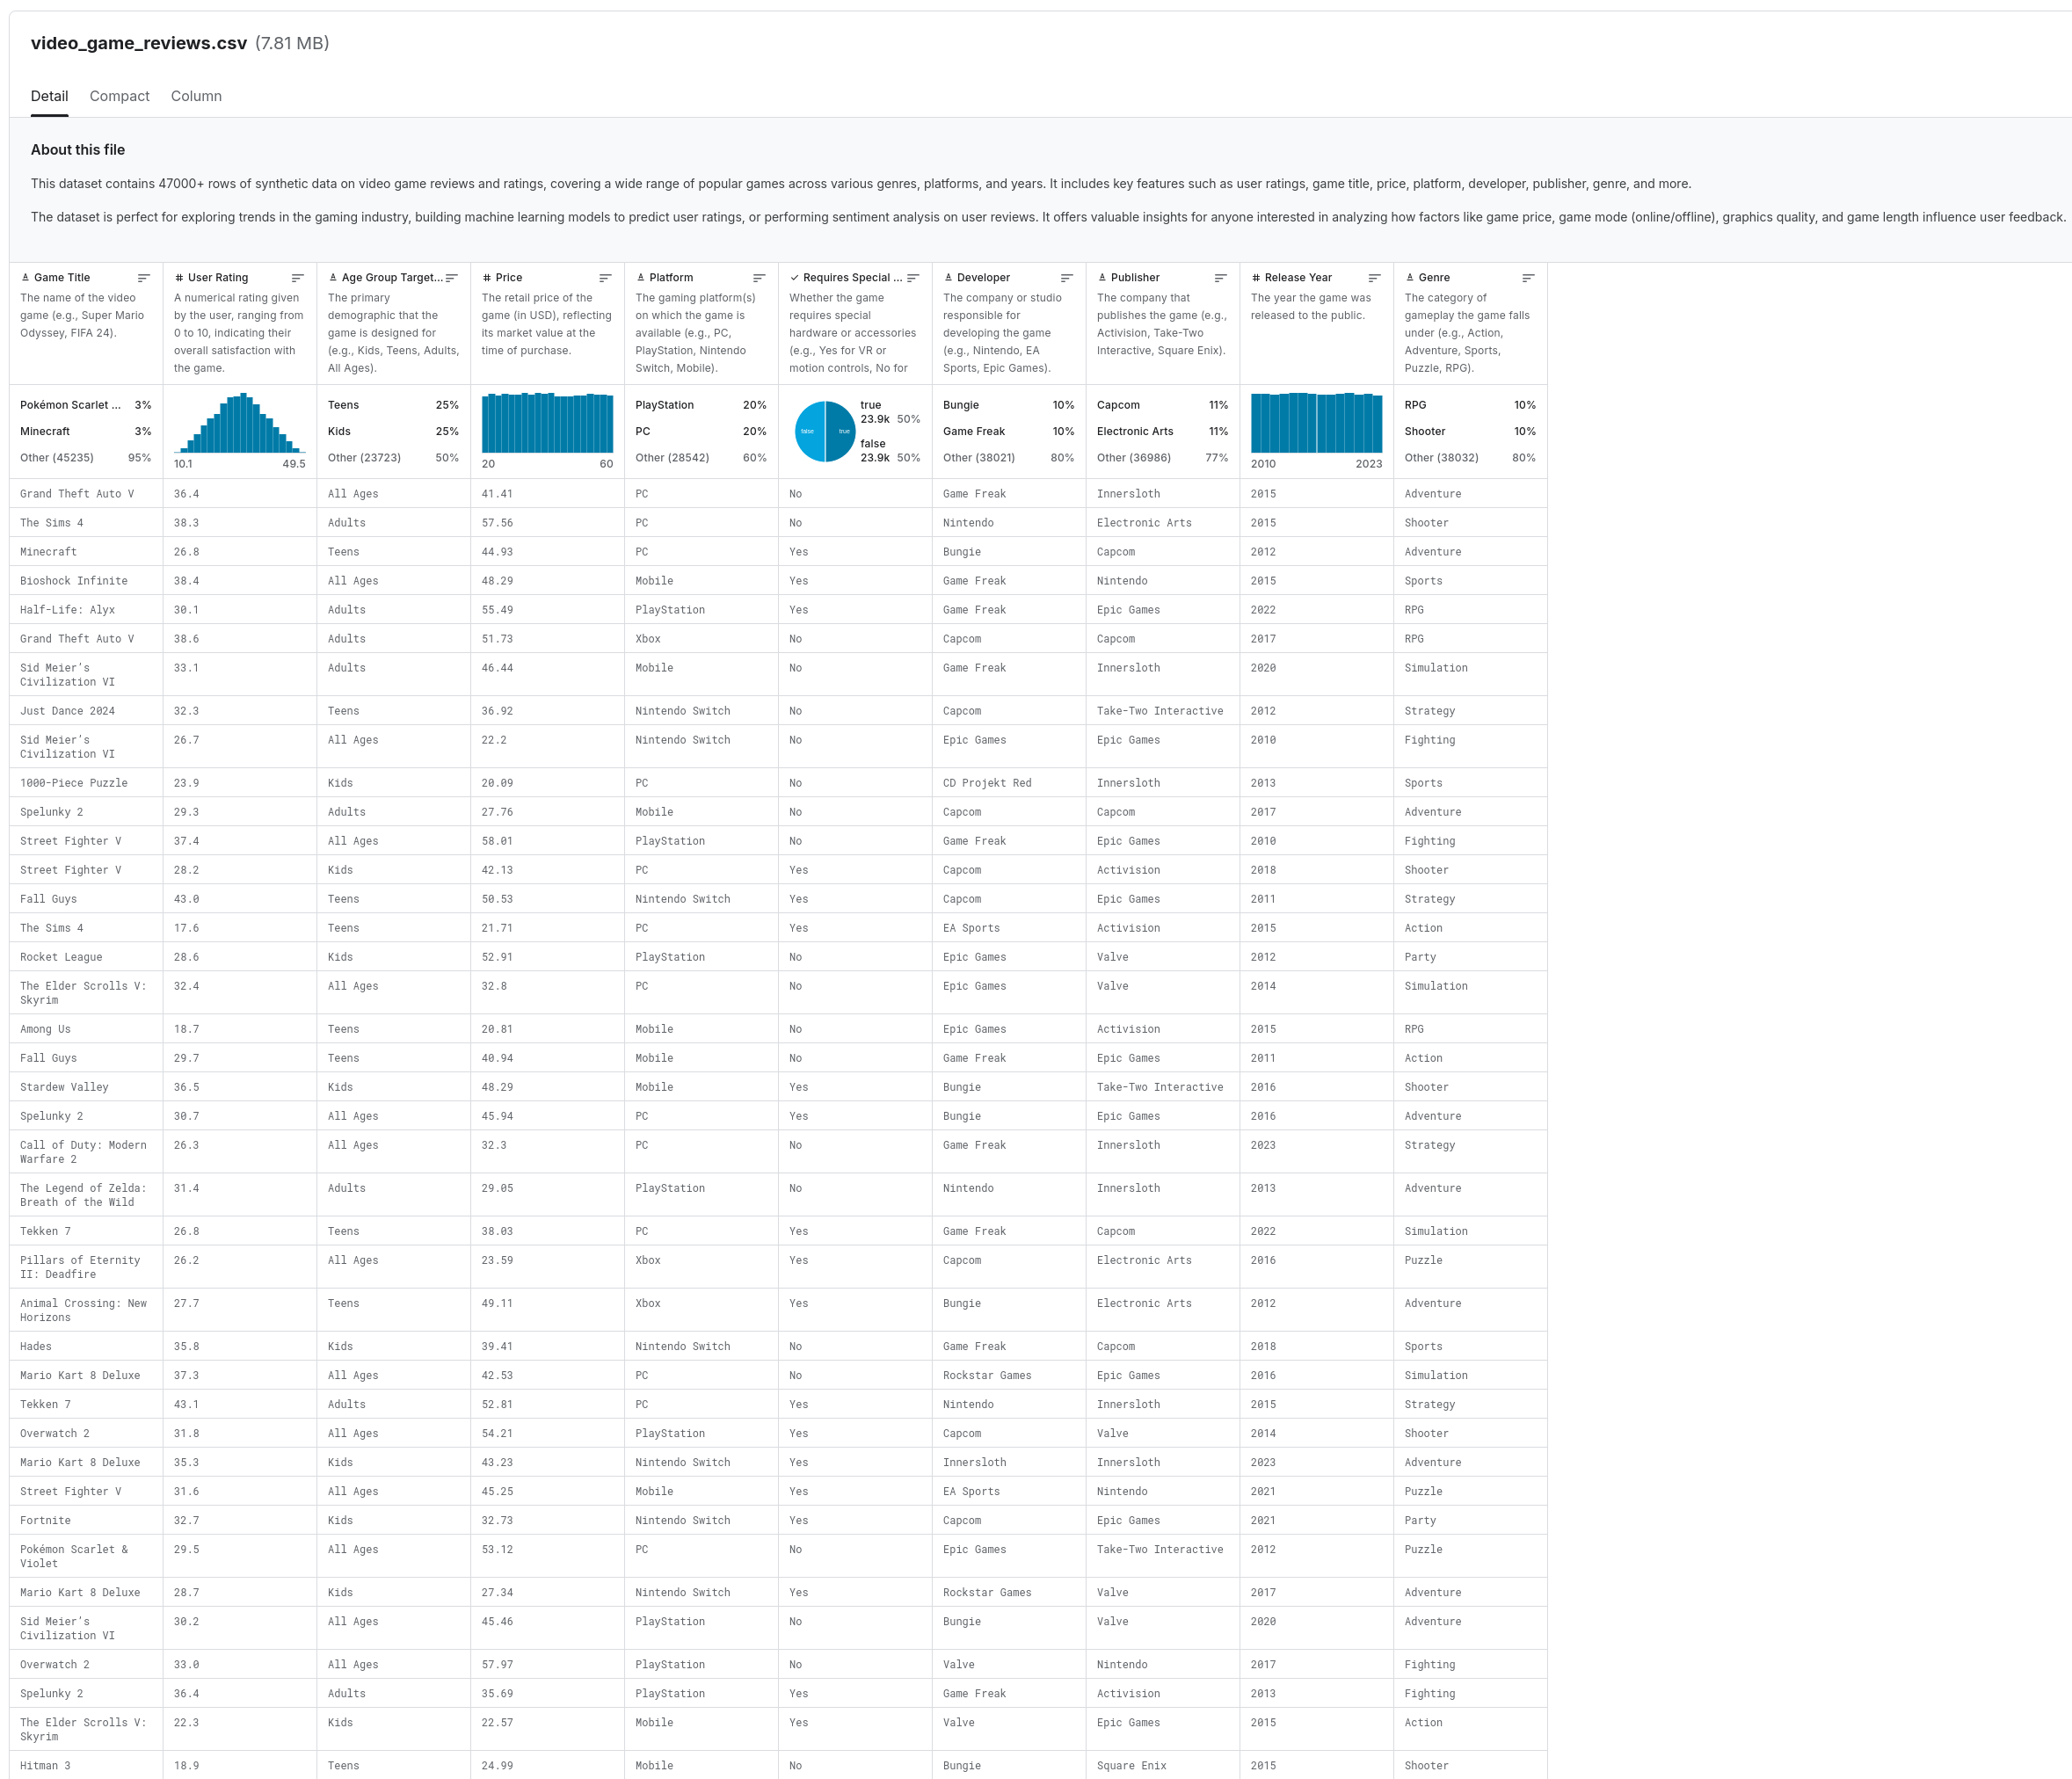 video_game_reviews.csv (7.81 MB)
Detail Compact Column
About this file
This dataset contains 47000+ rows of synthetic data on video game reviews and ratings, covering a wide range of popular games across various genres, platforms, and years. It includes key features such as user ratings, game title, price, platform, developer, publisher, genre, and more.
The dataset is perfect for exploring trends in the gaming industry, building machine learning models to predict user ratings, or performing sentiment analysis on user reviews. It offers valuable insights for anyone interested in analyzing how factors like game price, game mode (online/offline), graphics quality, and game length influence user feedback.
Game Title
The name of the video
game (e.g., Super Mario
Odyssey, FIFA 24).
# User Rating
A numerical rating given
by the user, ranging from
0 to 10, indicating their
overall satisfaction with
the game.
Age Group Target...
The primary
demographic that the
game is designed for
(e.g., Kids, Teens, Adults,
All Ages).
# Price
The retail price of the
game (in USD), reflecting
its market value at the
time of purchase.
Platform
The gaming platform(s)
on which the game is
available (e.g., PC,
PlayStation, Nintendo
Switch, Mobile).
Requires Special ...
Whether the game
requires special
hardware or accessories
(e.g., Yes for VR or
motion controls, No for
Developer
The company or studio
responsible for
developing the game
(e.g., Nintendo, EA
Sports, Epic Games).
Publisher
The company that
publishes the game (e.g.,
Activision, Take-Two
Interactive, Square Enix).
# Release Year
The year the game was
released to the public.
Genre
The category of
gameplay the game falls
under (e.g., Action,
Adventure, Sports,
Puzzle, RPG).
Pokémon Scarlet ... 3%
Minecraft 3%
Other (45235) 95%
10.1 49.5
Teens 25%
Kids 25%
Other (23723) 50%
20 60
PlayStation 20%
PC 20%
Other (28542) 60%
false true
true
23.9k 50%
false
23.9k 50%
Bungie 10%
Game Freak 10%
Other (38021) 80%
Capcom 11%
Electronic Arts 11%
Other (36986) 77%
2010 2023
RPG 10%
Shooter 10%
Other (38032) 80%
Grand Theft Auto V 36.4 All Ages 41.41 PC No Game Freak Innersloth 2015 Adventure
The Sims 4 38.3 Adults 57.56 PC No Nintendo Electronic Arts 2015 Shooter
Minecraft 26.8 Teens 44.93 PC Yes Bungie Capcom 2012 Adventure
Bioshock Infinite 38.4 All Ages 48.29 Mobile Yes Game Freak Nintendo 2015 Sports
Half-Life: Alyx 30.1 Adults 55.49 PlayStation Yes Game Freak Epic Games 2022 RPG
Grand Theft Auto V 38.6 Adults 51.73 Xbox No Capcom Capcom 2017 RPG
Sid Meier’s 33.1 Adults 46.44 Mobile No Game Freak Innersloth 2020 Simulation
Civilization VI
Just Dance 2024 32.3 Teens 36.92 Nintendo Switch No Capcom Take-Two Interactive 2012 Strategy
Sid Meier’s 26.7 All Ages 22.2 Nintendo Switch No Epic Games Epic Games 2010 Fighting
Civilization VI
1000-Piece Puzzle 23.9 Kids 20.09 PC No CD Projekt Red Innersloth 2013 Sports
Spelunky 2 29.3 Adults 27.76 Mobile No Capcom Capcom 2017 Adventure
Street Fighter V 37.4 All Ages 58.01 PlayStation No Game Freak Epic Games 2010 Fighting
Street Fighter V 28.2 Kids 42.13 PC Yes Capcom Activision 2018 Shooter
Fall Guys 43.0 Teens 50.53 Nintendo Switch Yes Capcom Epic Games 2011 Strategy
The Sims 4 17.6 Teens 21.71 PC Yes EA Sports Activision 2015 Action
Rocket League 28.6 Kids 52.91 PlayStation No Epic Games Valve 2012 Party
The Elder Scrolls V: 32.4 All Ages 32.8 PC No Epic Games Valve 2014 Simulation
Skyrim
Among Us 18.7 Teens 20.81 Mobile No Epic Games Activision 2015 RPG
Fall Guys 29.7 Teens 40.94 Mobile No Game Freak Epic Games 2011 Action
Stardew Valley 36.5 Kids 48.29 Mobile Yes Bungie Take-Two Interactive 2016 Shooter
Spelunky 2 30.7 All Ages 45.94 PC Yes Bungie Epic Games 2016 Adventure
Call of Duty: Modern 26.3 All Ages 32.3 PC No Game Freak Innersloth 2023 Strategy
Warfare 2
The Legend of Zelda: 31.4 Adults 29.05 PlayStation No Nintendo Innersloth 2013 Adventure
Breath of the Wild
Tekken 7 26.8 Teens 38.03 PC Yes Game Freak Capcom 2022 Simulation
Pillars of Eternity 26.2 All Ages 23.59 Xbox Yes Capcom Electronic Arts 2016 Puzzle
II: Deadfire
Animal Crossing: New 27.7 Teens 49.11 Xbox Yes Bungie Electronic Arts 2012 Adventure
Horizons
Hades 35.8 Kids 39.41 Nintendo Switch No Game Freak Capcom 2018 Sports
Mario Kart 8 Deluxe 37.3 All Ages 42.53 PC No Rockstar Games Epic Games 2016 Simulation
Tekken 7 43.1 Adults 52.81 PC Yes Nintendo Innersloth 2015 Strategy
Overwatch 2 31.8 All Ages 54.21 PlayStation Yes Capcom Valve 2014 Shooter
Mario Kart 8 Deluxe 35.3 Kids 43.23 Nintendo Switch Yes Innersloth Innersloth 2023 Adventure
Street Fighter V 31.6 All Ages 45.25 Mobile Yes EA Sports Nintendo 2021 Puzzle
Fortnite 32.7 Kids 32.73 Nintendo Switch Yes Capcom Epic Games 2021 Party
Pokémon Scarlet & 29.5 All Ages 53.12 PC No Epic Games Take-Two Interactive 2012 Puzzle
Violet
Mario Kart 8 Deluxe 28.7 Kids 27.34 Nintendo Switch Yes Rockstar Games Valve 2017 Adventure
Sid Meier’s 30.2 All Ages 45.46 PlayStation No Bungie Valve 2020 Adventure
Civilization VI
Overwatch 2 33.0 All Ages 57.97 PlayStation No Valve Nintendo 2017 Fighting
Spelunky 2 36.4 Adults 35.69 PlayStation Yes Game Freak Activision 2013 Fighting
The Elder Scrolls V: 22.3 Kids 22.57 Mobile Yes Valve Epic Games 2015 Action
Skyrim
Hitman 3 18.9 Teens 24.99 Mobile No Bungie Square Enix 2015 Shooter